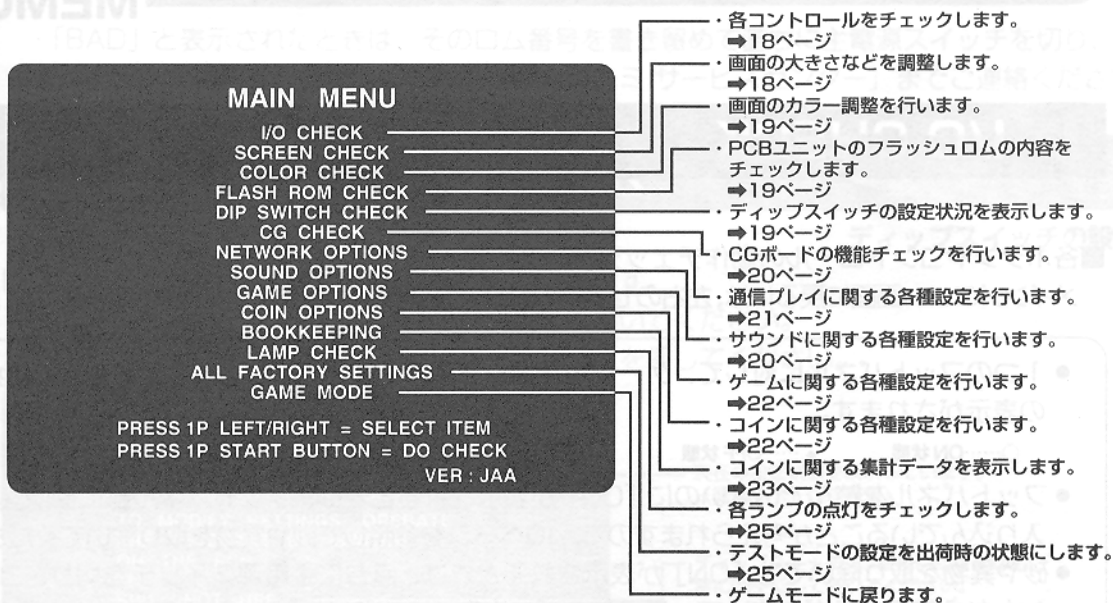 MAIN MENU
I/O CHECK
SCREEN CHECK
COLOR CHECK
FLASH ROM CHECK
DIP SWITCH CHECK
CG CHECK
NETWORK OPTIONS
SOUND OPTIONS
GAME OPTIONS
COIN OPTIONS
BOOKKEEPING
LAMP CHECK
ALL FACTORY SETTINGS
GAME MODE
PRESS 1P LEFT/RIGHT = SELECT ITEM
PRESS 1P START BUTTON = DO CHECK
VER : JAA
・各コントロールをチェックします。
➡18ページ
・画面の大きさなどを調整します。
➡18ページ
・画面のカラー調整を行います。
➡19ページ
・PCBユニットのフラッシュロムの内容を
チェックします。
➡19ページ
・ディップスイッチの設定状況を表示します。
➡19ページ
・CGボードの機能チェックを行います。
➡20ページ
・通信プレイに関する各種設定を行います。
➡21ページ
・サウンドに関する各種設定を行います。
➡20ページ
・ゲームに関する各種設定を行います。
➡22ページ
・コインに関する各種設定を行います。
➡22ページ
・コインに関する集計データを表示します。
➡23ページ
・各ランプの点灯をチェックします。
➡25ページ
・テストモードの設定を出荷時の状態にします。
➡25ページ
・ゲームモードに戻ります。